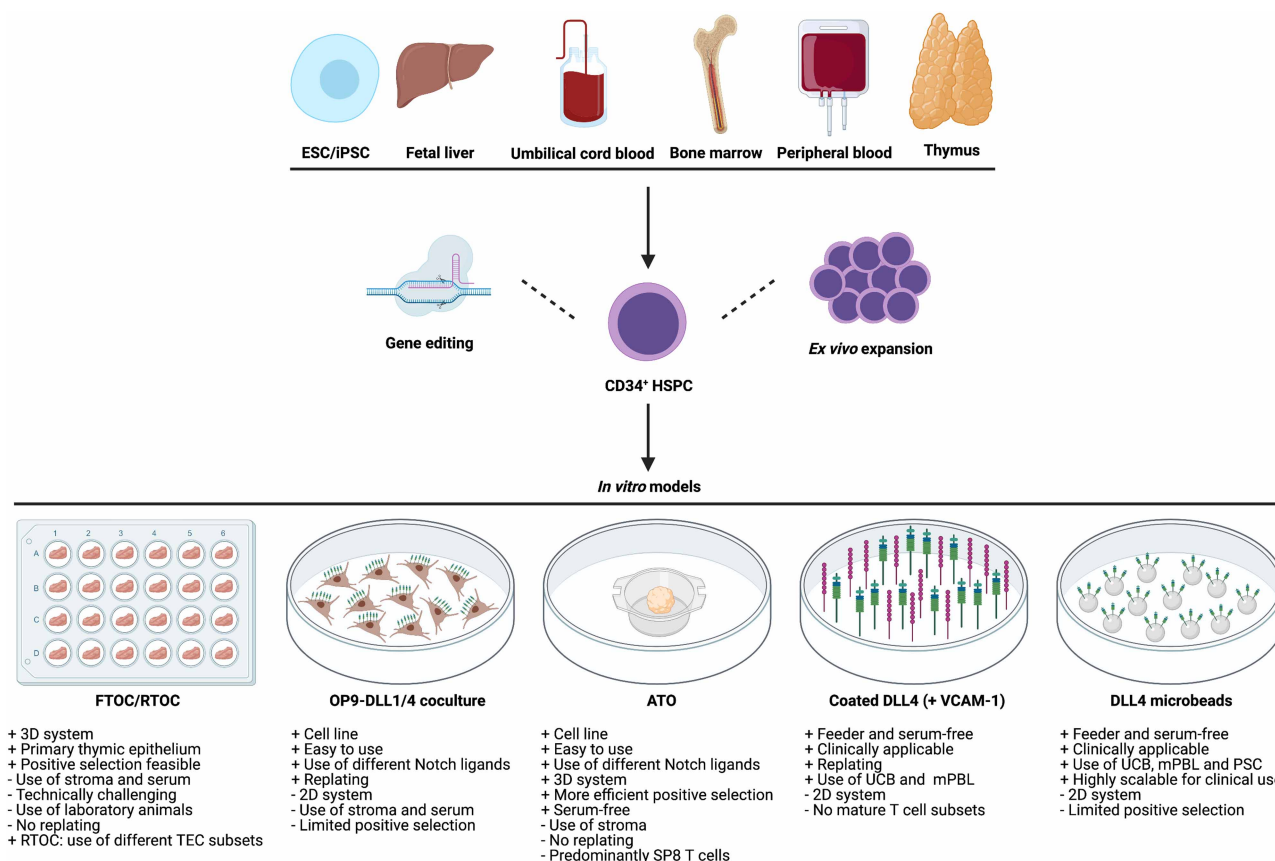 ESC/iPSC
Fetal liver
Umbilical cord blood
Bone marrow
Peripheral blood
Thymus
Gene editing
CD34⁺ HSPC
Ex vivo expansion
In vitro models
1 2 3 4 5 6
A
B
C
D
FTOC/RTOC
+ 3D system
+ Primary thymic epithelium
+ Positive selection feasible
- Use of stroma and serum
- Technically challenging
- Use of laboratory animals
- No replating
+ RTOC: use of different TEC subsets
OP9-DLL1/4 coculture
+ Cell line
+ Easy to use
+ Use of different Notch ligands
+ Replating
- 2D system
- Use of stroma and serum
- Limited positive selection
ATO
+ Cell line
+ Easy to use
+ Use of different Notch ligands
+ 3D system
+ More efficient positive selection
+ Serum-free
- Use of stroma
- No replating
- Predominantly SP8 T cells
Coated DLL4 (+ VCAM-1)
+ Feeder and serum-free
+ Clinically applicable
+ Replating
+ Use of UCB and mPBL
- 2D system
- No mature T cell subsets
DLL4 microbeads
+ Feeder and serum-free
+ Clinically applicable
+ Use of UCB, mPBL and PSC
+ Highly scalable for clinical use
- 2D system
- Limited positive selection